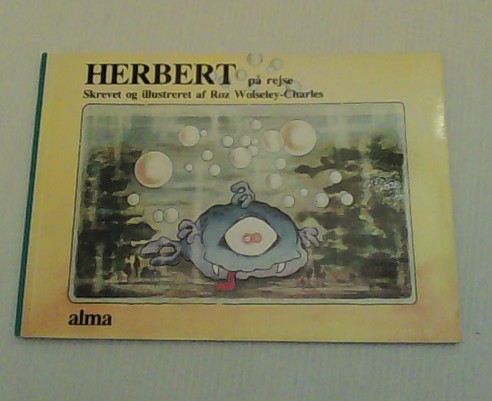 HERBERT på rejse
Skrevet og illustreret af Roz Wolseley-Charles
alma